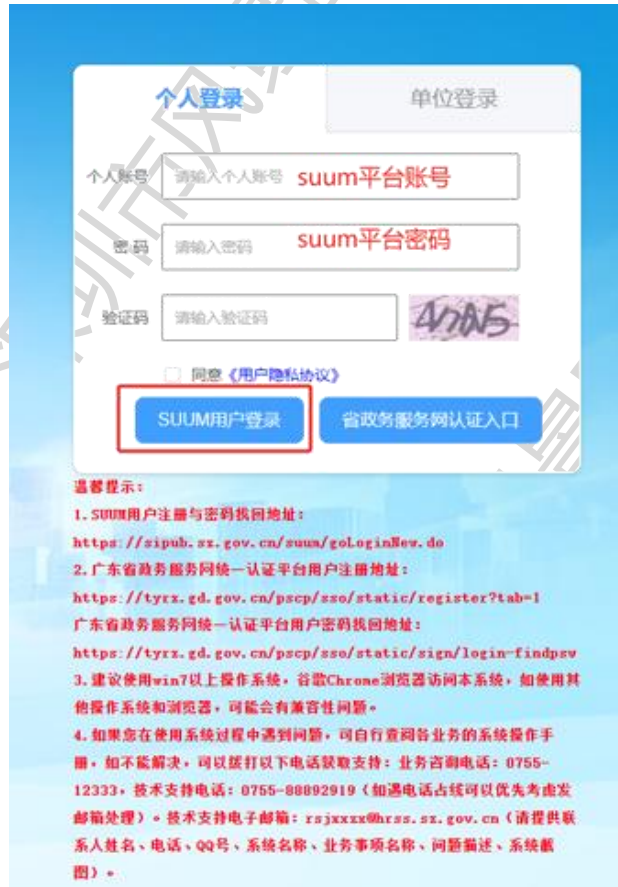 个人登录
单位登录
个人账号 请输入个人账号 suum平台账号
密码 请输入密码 suum平台密码
验证码 请输入验证码
同意《用户隐私协议》
SUUM用户登录 省政务服务网认证入口
温馨提示：
1.SUUM用户注册与密码找回地址：
https://sipub.sz.gov.cn/suum/goLoginNew.do
2.广东省政务服务网统一认证平台用户注册地址：
https://tyrz.gd.gov.cn/pscp/sso/static/register?tab=1
广东省政务服务网统一认证平台用户密码找回地址：
https://tyrz.gd.gov.cn/pscp/sso/static/sign/login-findpsw
3.建议使用win7以上操作系统，谷歌Chrome浏览器访问本系统，如使用其
他操作系统和浏览器，可能会有兼容性问题。
4.如果您在使用系统过程中遇到问题，可自行查阅各业务的系统操作手
册，如不能解决，可以拨打以下电话获取支持：业务咨询电话：0755-
12333，技术支持电话：0755-88892919（如遇电话占线可以优先考虑发
邮箱处理）。技术支持电子邮箱：rsjxxzx@hrss.sz.gov.cn（请提供联
系人姓名、电话、QQ号、系统名称、业务事项名称、问题描述、系统截
图）。